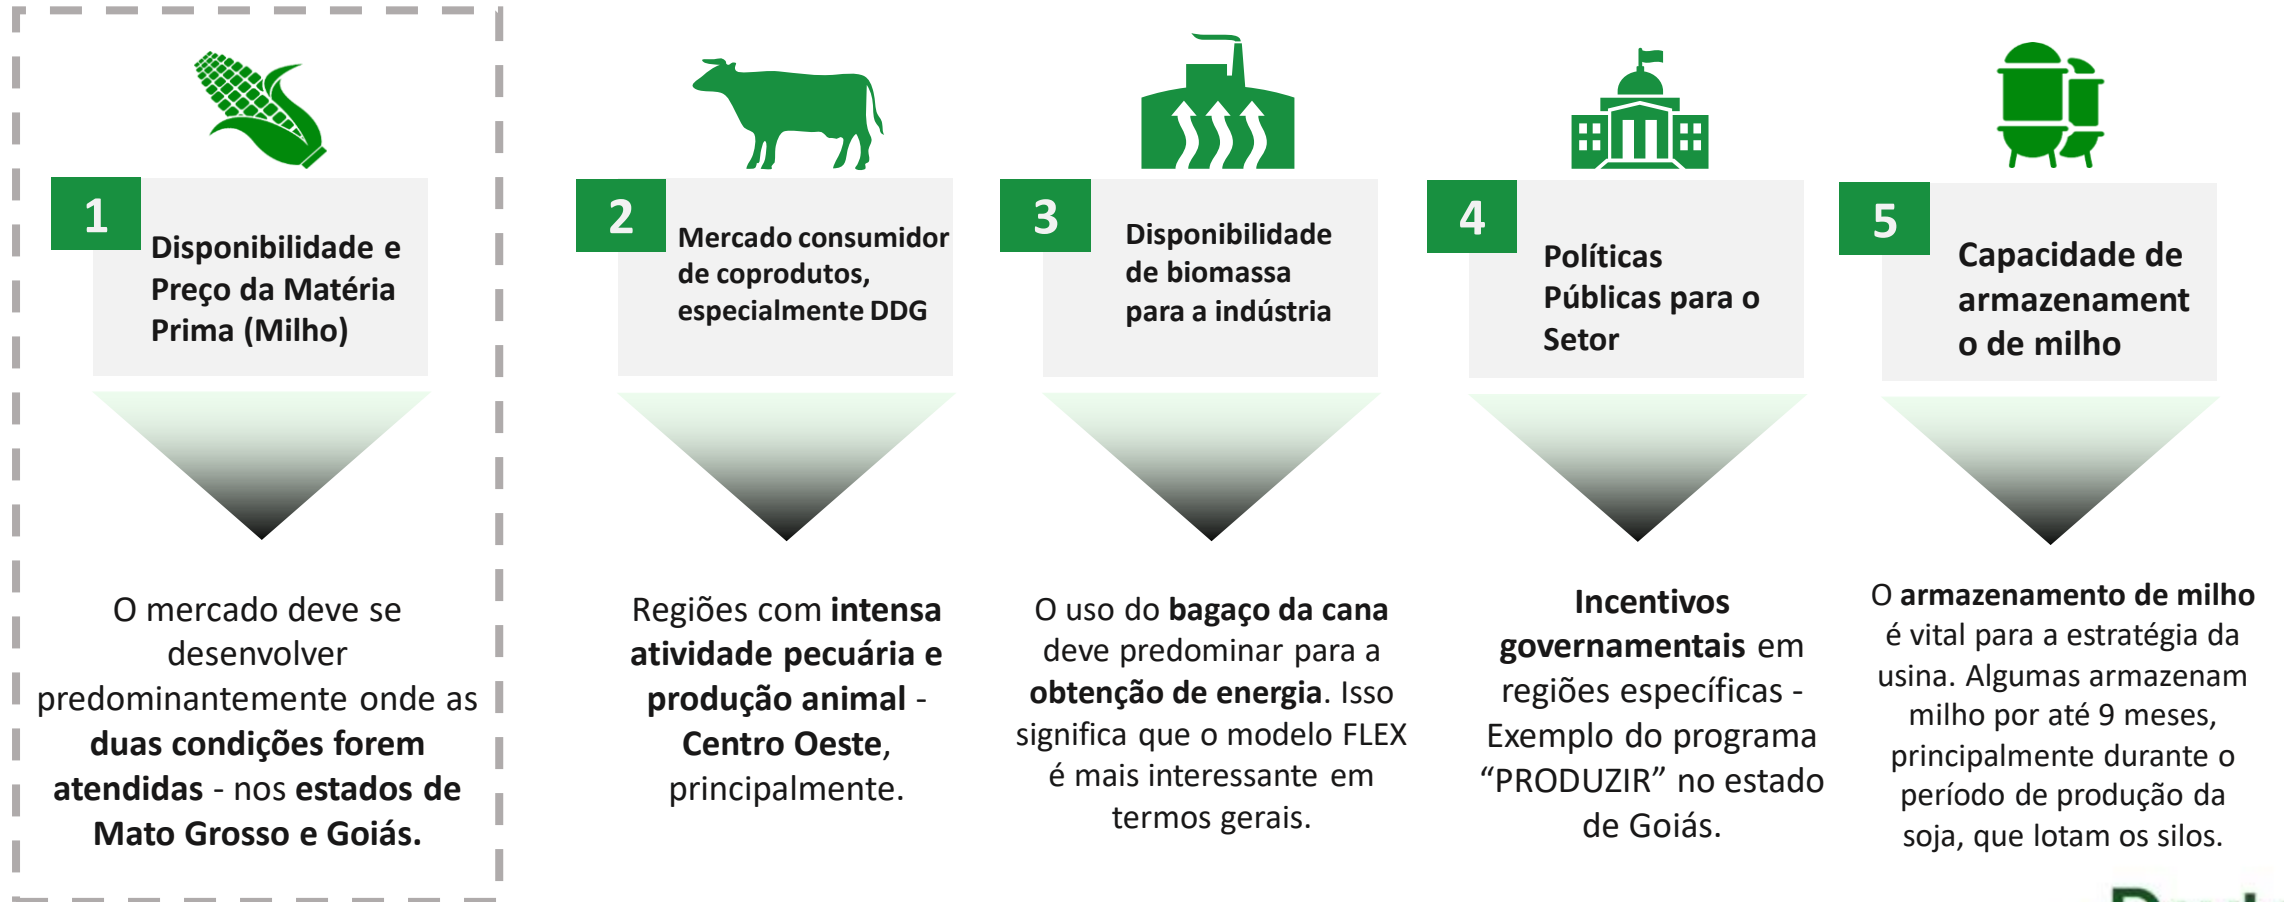 1
Disponibilidade e
Preço da Matéria
Prima (Milho)
O mercado deve se
desenvolver
predominantemente onde as
duas condições forem
atendidas - nos estados de
Mato Grosso e Goiás.
2
Mercado consumidor
de coprodutos,
especialmente DDG
Regiões com intensa
atividade pecuária e
produção animal -
Centro Oeste,
principalmente.
3
Disponibilidade
de biomassa
para a indústria
O uso do bagaço da cana
deve predominar para a
obtenção de energia. Isso
significa que o modelo FLEX
é mais interessante em
termos gerais.
4
Políticas
Públicas para o
Setor
Incentivos
governamentais em
regiões específicas -
Exemplo do programa
“PRODUZIR” no estado
de Goiás.
5
Capacidade de
armazenament
o de milho
O armazenamento de milho
é vital para a estratégia da
usina. Algumas armazenam
milho por até 9 meses,
principalmente durante o
período de produção da
soja, que lotam os silos.